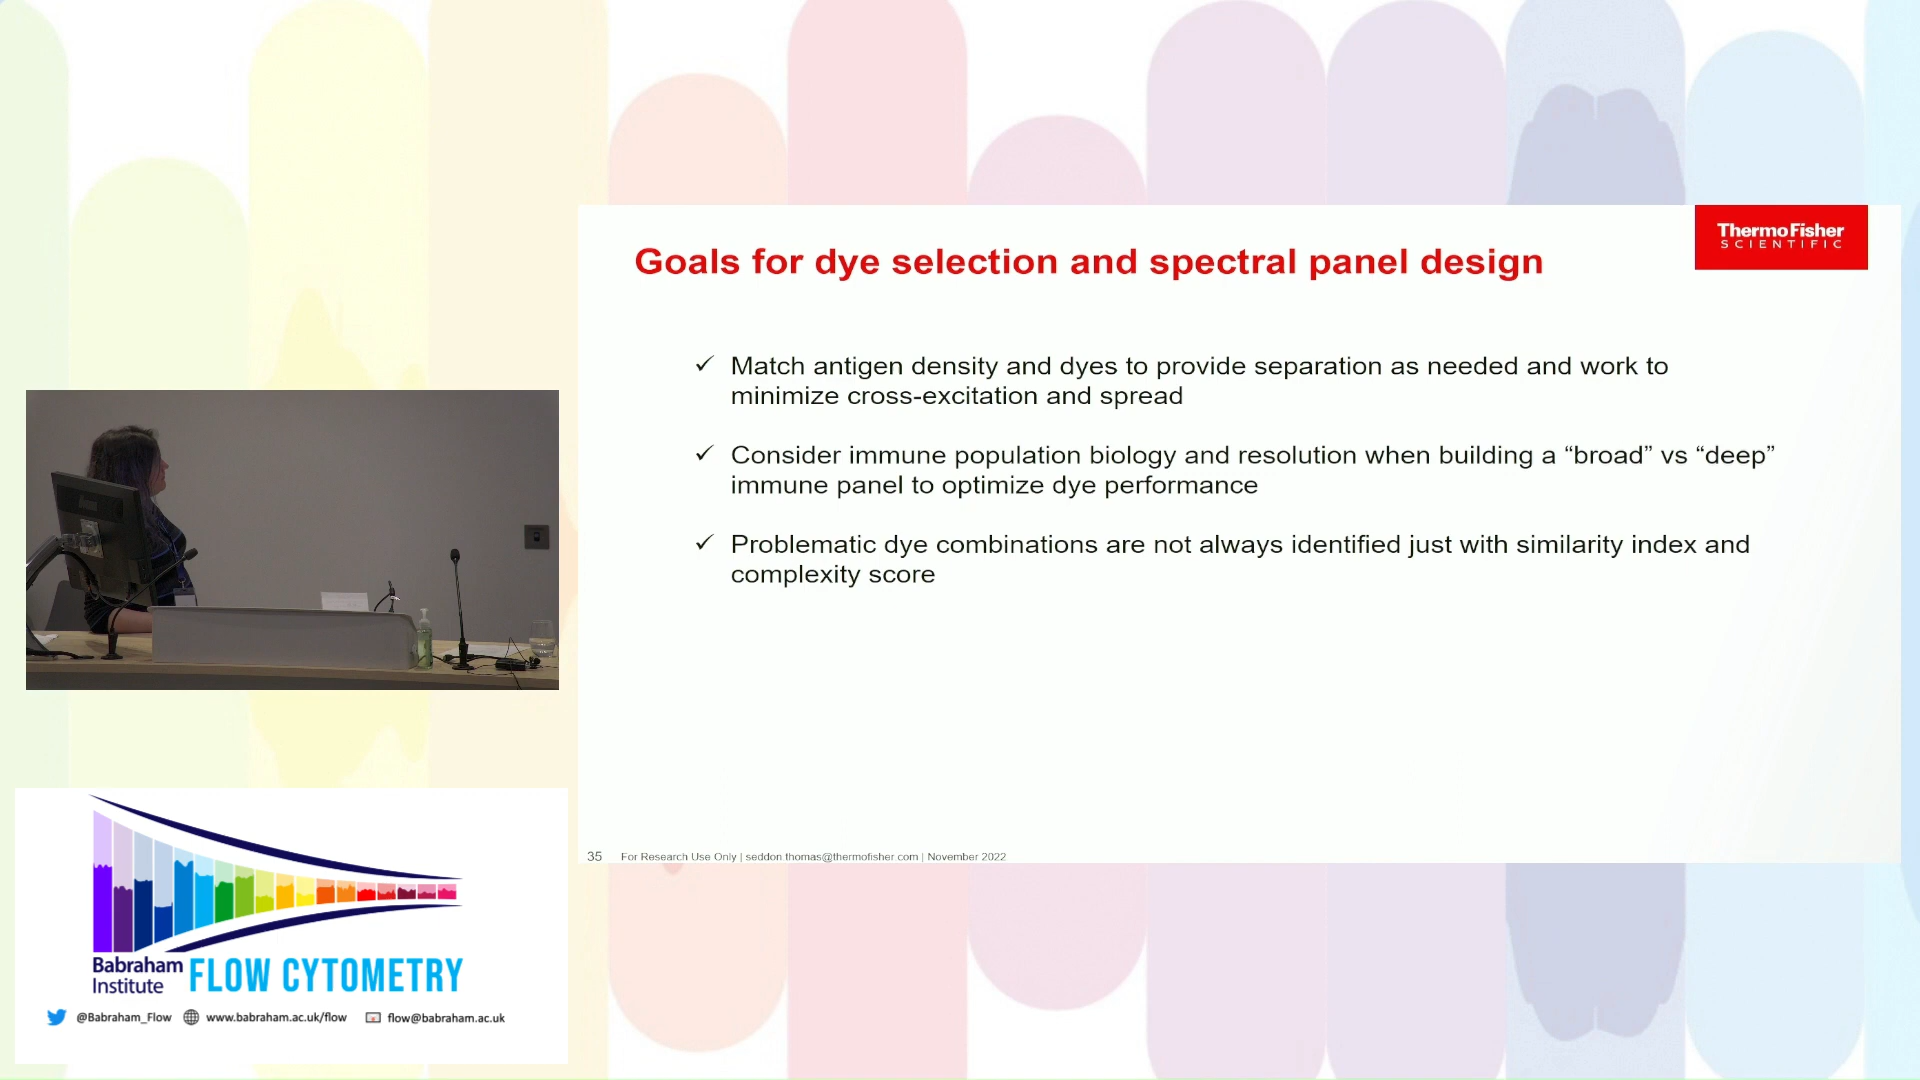 ThermoFisher
SCIENTIFIC
Goals for dye selection and spectral panel design
✓ Match antigen density and dyes to provide separation as needed and work to
minimize cross-excitation and spread
✓ Consider immune population biology and resolution when building a “broad” vs “deep”
immune panel to optimize dye performance
✓ Problematic dye combinations are not always identified just with similarity index and
complexity score
35 For Research Use Only | seddon.thomas@thermofisher.com | November 2022
Babraham
Institute
FLOW CYTOMETRY
@Babraham_Flow www.babraham.ac.uk/flow flow@babraham.ac.uk